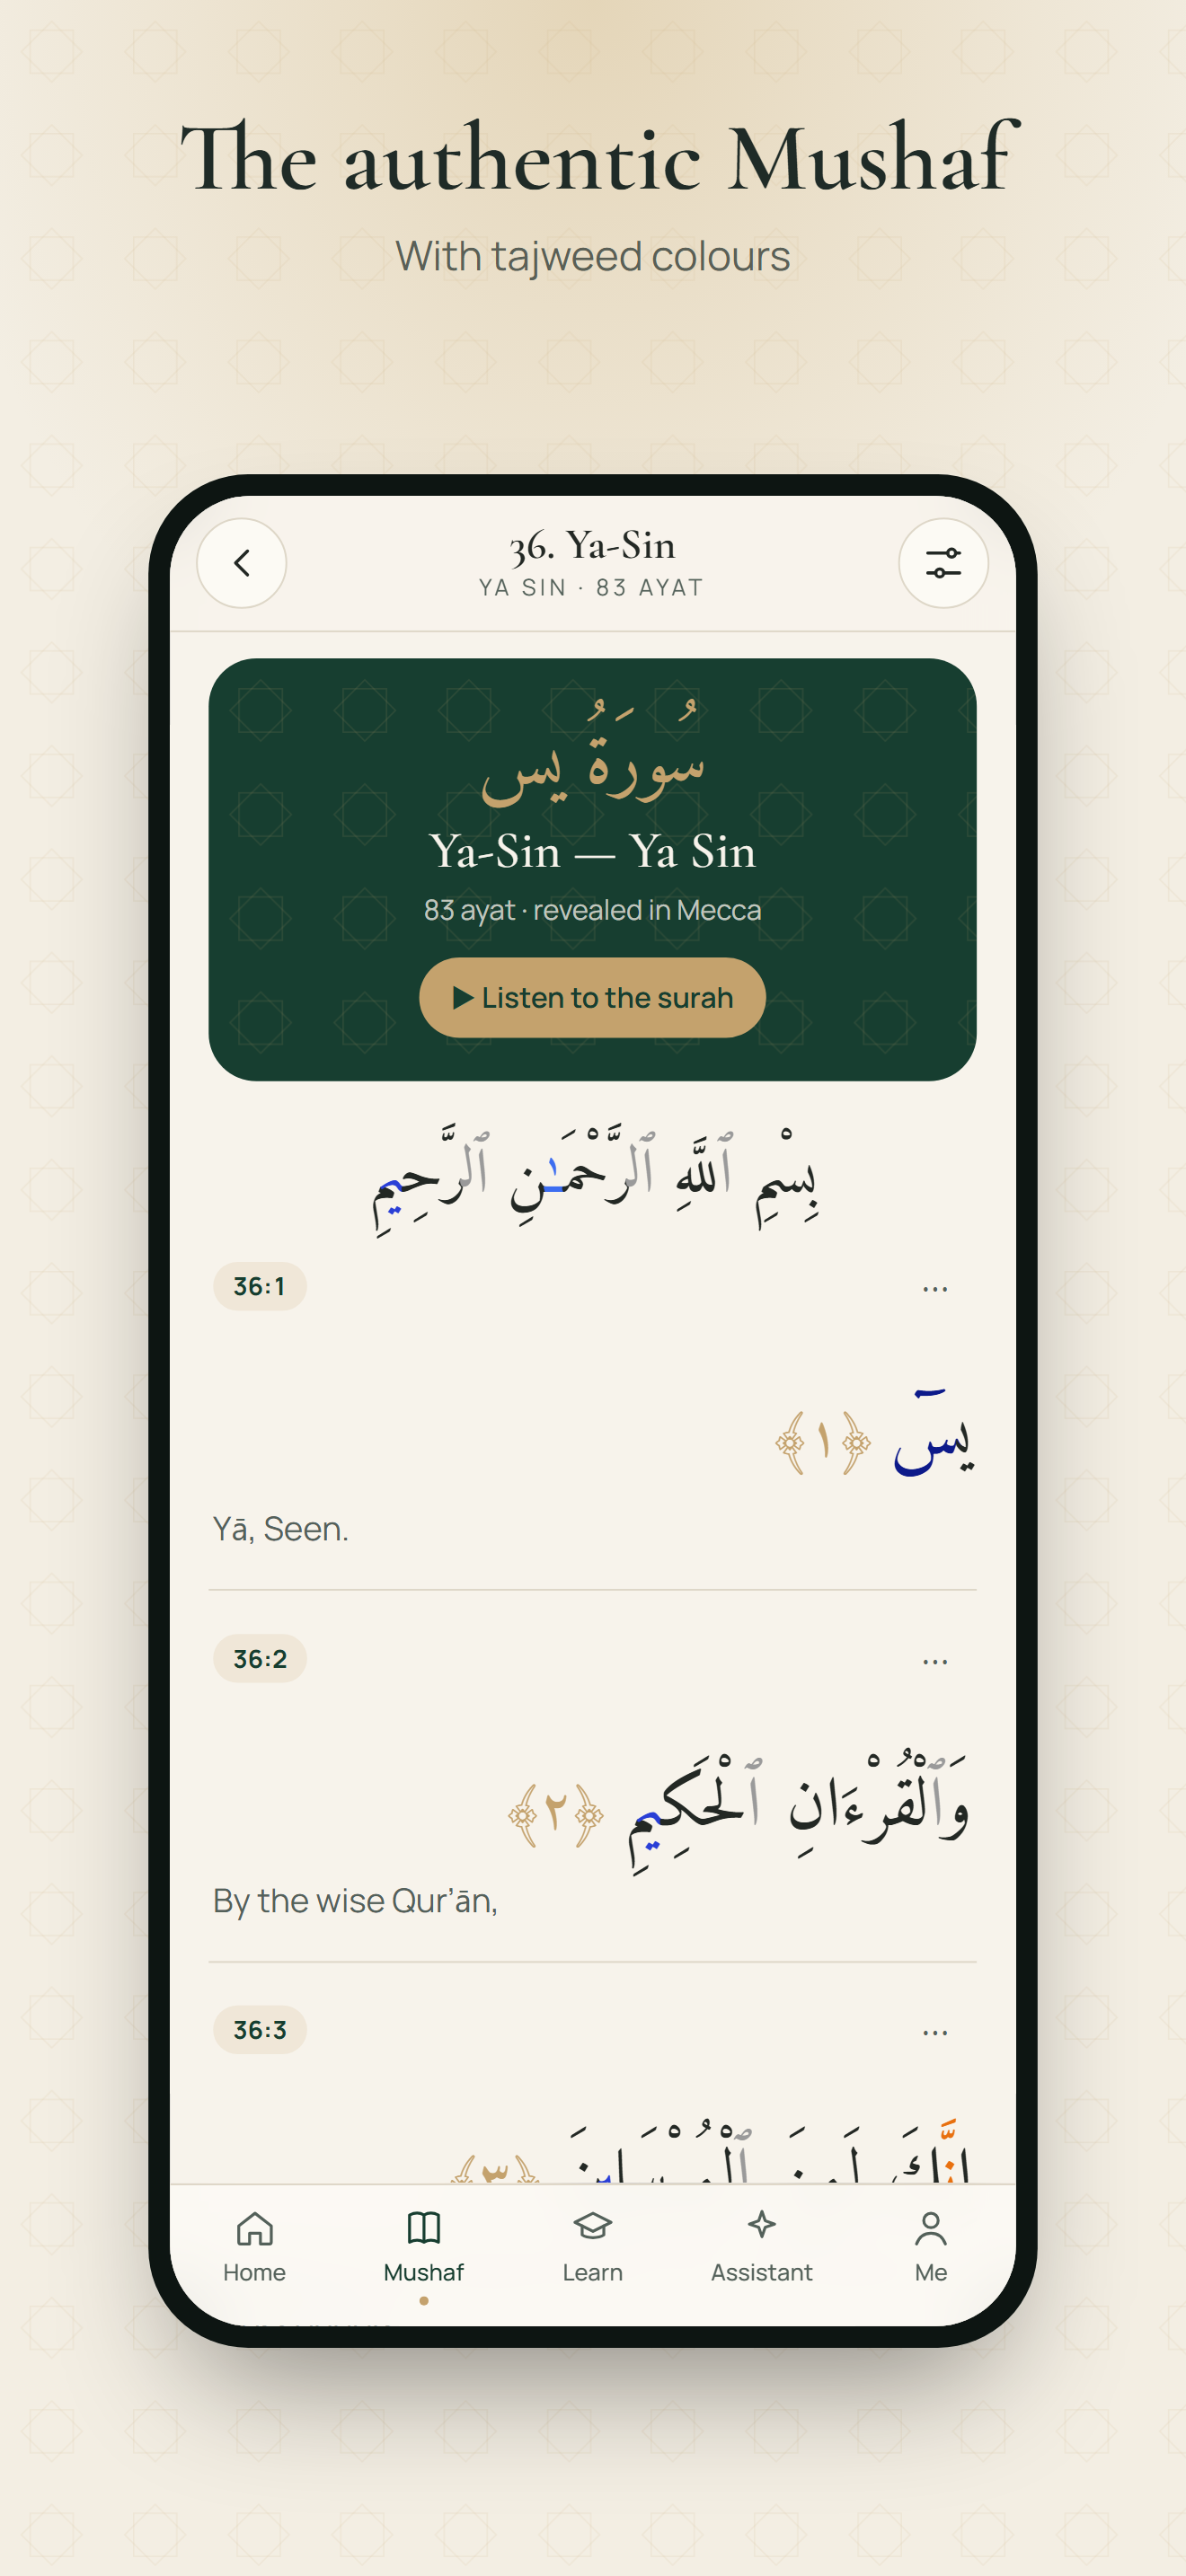 The authentic Mushaf
With tajweed colours
36. Ya-Sin
YA SIN · 83 AYAT
سُورَةُ يس
Ya-Sin — Ya Sin
83 ayat · revealed in Mecca
Listen to the surah
بِسْمِ ٱللَّهِ ٱلرَّحْمَـٰنِ ٱلرَّحِيمِ
36:1 ...
يسٓ ﴿١﴾
Yā, Seen.
36:2 ...
وَٱلْقُرْءَانِ ٱلْحَكِيمِ ﴿٢﴾
By the wise Qur’ān,
36:3 ...
Home
Mushaf
Learn
Assistant
Me